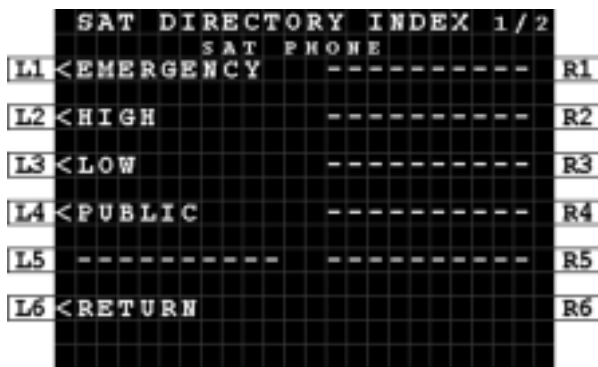 SAT DIRECTORY INDEX 1/2
SAT PHONE
L1 <EMERGENCY ---------- R1
L2 <HIGH ---------- R2
L3 <LOW ---------- R3
L4 <PUBLIC ---------- R4
L5 ---------- ---------- R5
L6 <RETURN R6